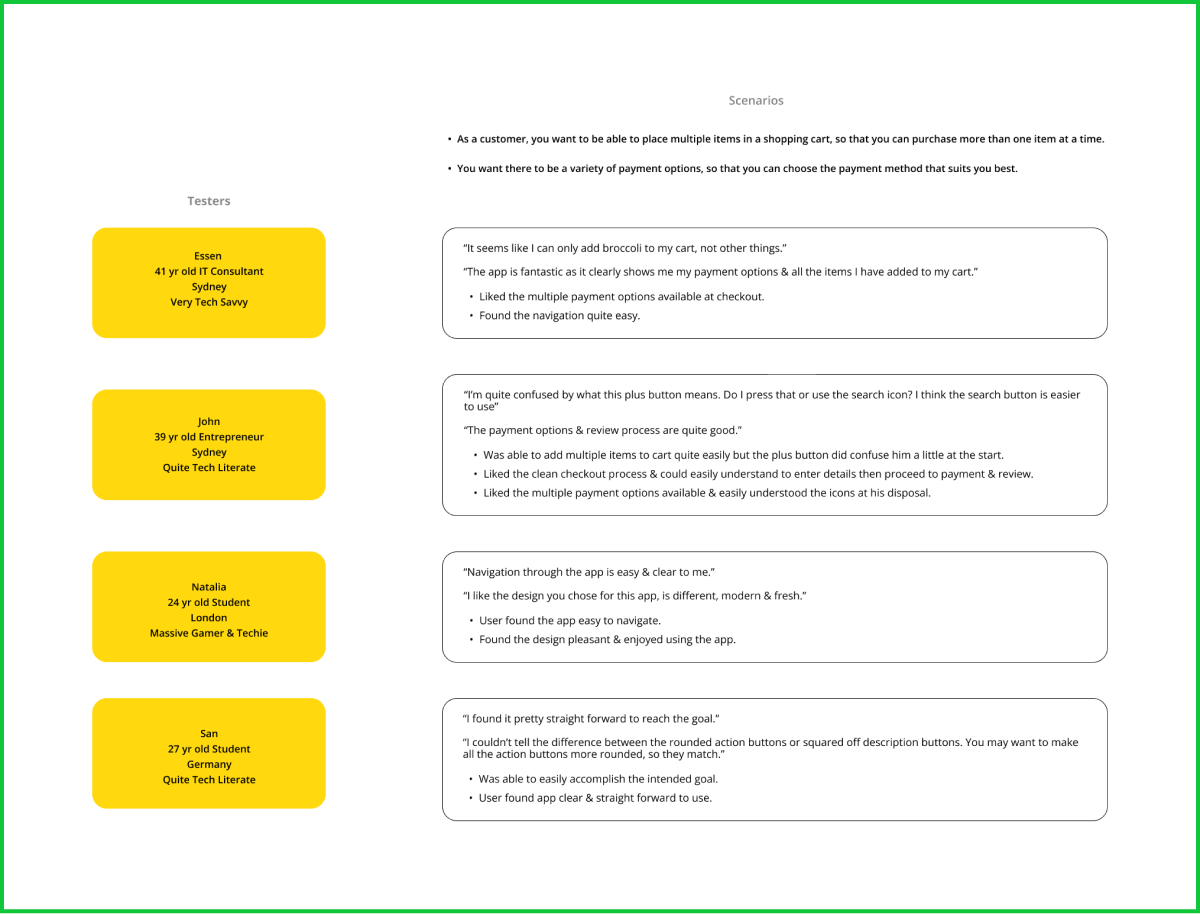 Scenarios
• As a customer, you want to be able to place multiple items in a shopping cart, so that you can purchase more than one item at a time.
• You want there to be a variety of payment options, so that you can choose the payment method that suits you best.
Testers
Essen
41 yr old IT Consultant
Sydney
Very Tech Savvy
“It seems like I can only add broccoli to my cart, not other things.”
“The app is fantastic as it clearly shows me my payment options & all the items I have added to my cart.”
• Liked the multiple payment options available at checkout.
• Found the navigation quite easy.
John
39 yr old Entrepreneur
Sydney
Quite Tech Literate
“I’m quite confused by what this plus button means. Do I press that or use the search icon? I think the search button is easier
to use”
“The payment options & review process are quite good.”
• Was able to add multiple items to cart quite easily but the plus button did confuse him a little at the start.
• Liked the clean checkout process & could easily understand to enter details then proceed to payment & review.
• Liked the multiple payment options available & easily understood the icons at his disposal.
Natalia
24 yr old Student
London
Massive Gamer & Techie
“Navigation through the app is easy & clear to me.”
“I like the design you chose for this app, is different, modern & fresh.”
• User found the app easy to navigate.
• Found the design pleasant & enjoyed using the app.
San
27 yr old Student
Germany
Quite Tech Literate
“I found it pretty straight forward to reach the goal.”
“I couldn’t tell the difference between the rounded action buttons or squared off description buttons. You may want to make
all the action buttons more rounded, so they match.”
• Was able to easily accomplish the intended goal.
• User found app clear & straight forward to use.